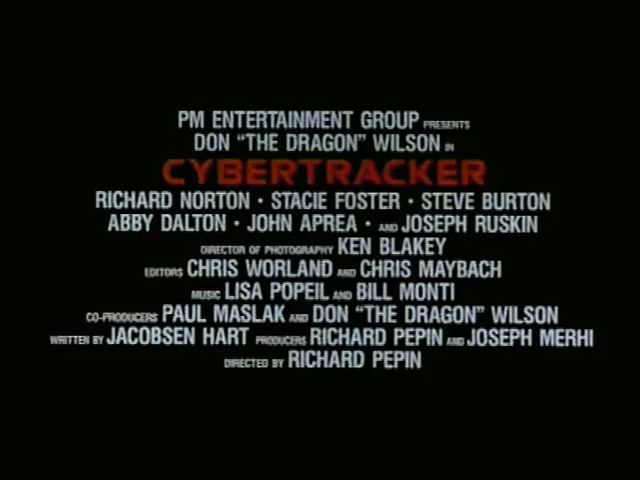 PM ENTERTAINMENT GROUP PRESENTS
DON "THE DRAGON" WILSON IN
CYBERTRACKER
RICHARD NORTON · STACIE FOSTER · STEVE BURTON
ABBY DALTON · JOHN APREA · AND JOSEPH RUSKIN
DIRECTOR OF PHOTOGRAPHY KEN BLAKEY
EDITORS CHRIS WORLAND AND CHRIS MAYBACH
MUSIC LISA POPEIL AND BILL MONTI
CO-PRODUCERS PAUL MASLAK AND DON "THE DRAGON" WILSON
WRITTEN BY JACOBSEN HART PRODUCERS RICHARD PEPIN AND JOSEPH MERHI
DIRECTED BY RICHARD PEPIN